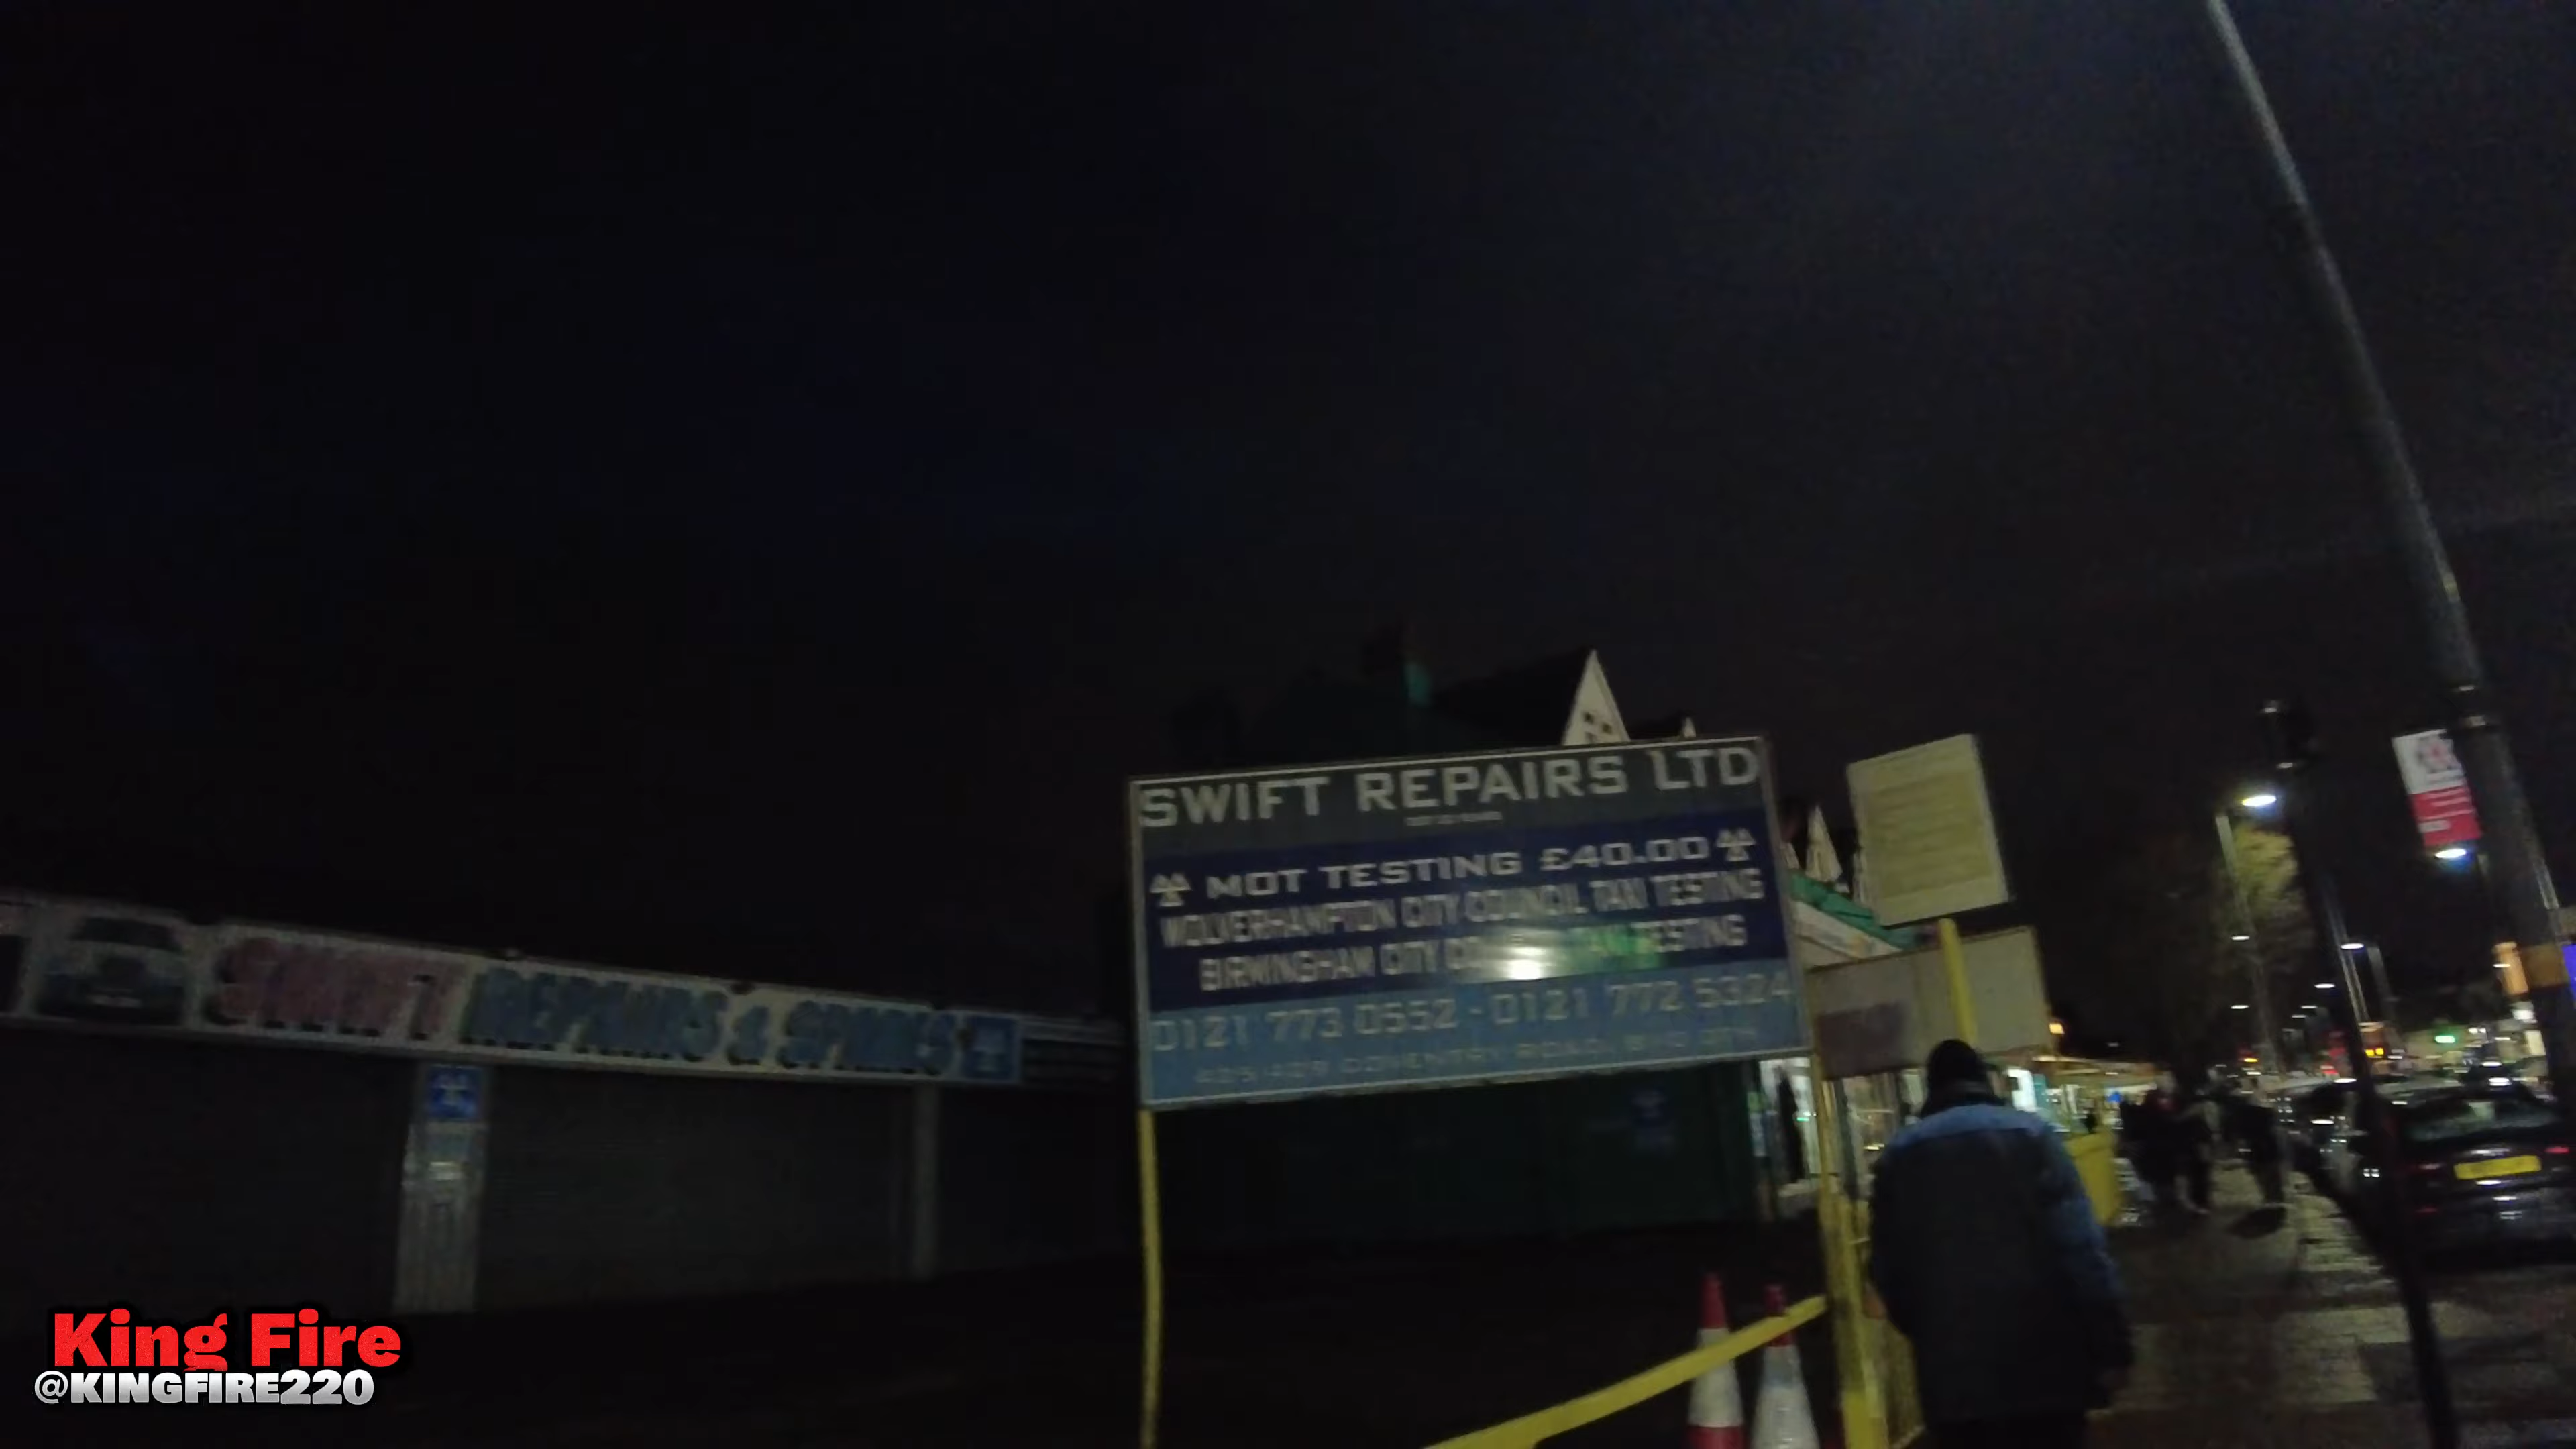 SWIFT REPAIRS LTD
MOT TESTING £40.00
WOLVERHAMPTON CITY COUNCIL TAXI TESTING
BIRMINGHAM CITY TAXI TESTING
0121 773 0552 - 0121 772 5324
COVENTRY ROAD
SWIFT REPAIRS & SPARES
King Fire
@KINGFIRE220